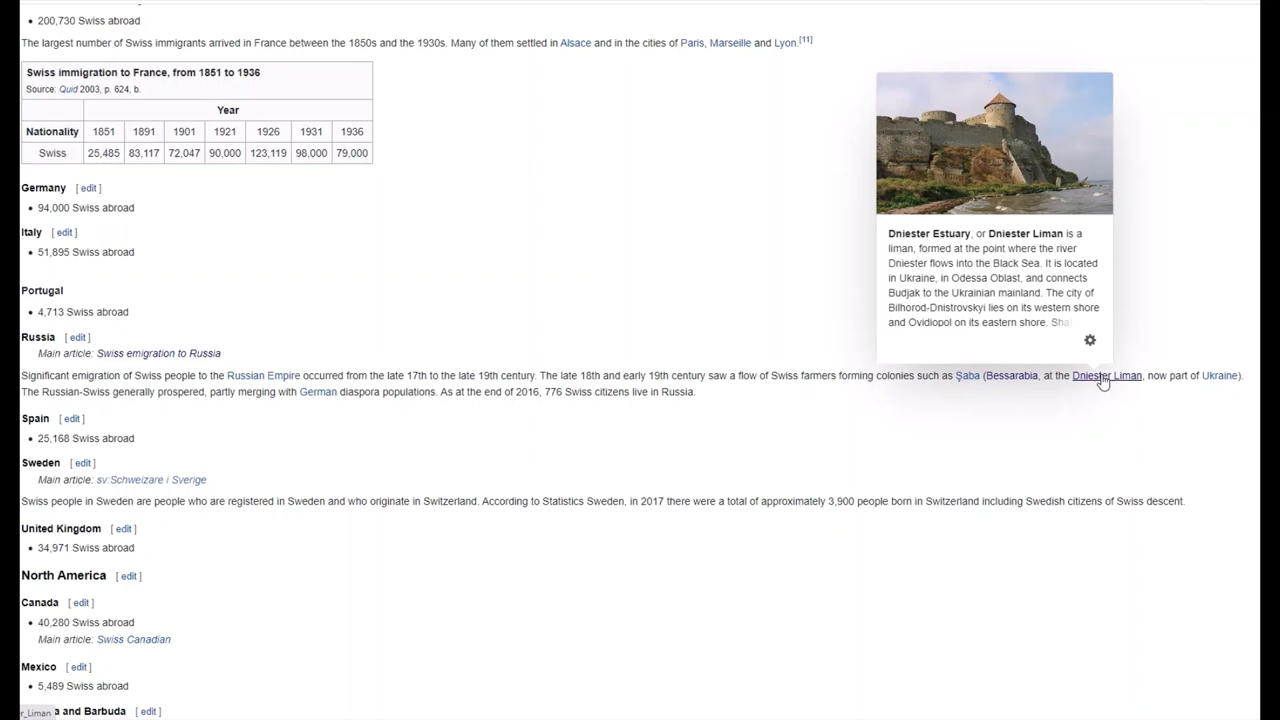 200,730 Swiss abroad
The largest number of Swiss immigrants arrived in France between the 1850s and the 1930s. Many of them settled in Alsace and in the cities of Paris, Marseille and Lyon.[11]
Swiss immigration to France, from 1851 to 1936
Source: Quid 2003, p. 624, b.
Year
Nationality 1851 1891 1901 1921 1926 1931 1936
Swiss 25,485 83,117 72,047 90,000 123,119 98,000 79,000
Germany [ edit ]
94,000 Swiss abroad
Italy [ edit ]
51,895 Swiss abroad
Portugal
4,713 Swiss abroad
Russia [ edit ]
Main article: Swiss emigration to Russia
Dniester Estuary, or Dniester Liman is a
liman, formed at the point where the river
Dniester flows into the Black Sea. It is located
in Ukraine, in Odessa Oblast, and connects
Budjak to the Ukrainian mainland. The city of
Bilhorod-Dnistrovskyi lies on its western shore
and Ovidiopol on its eastern shore. Sha
Significant emigration of Swiss people to the Russian Empire occurred from the late 17th to the late 19th century. The late 18th and early 19th century saw a flow of Swiss farmers forming colonies such as Şaba (Bessarabia, at the Dniester Liman, now part of Ukraine).
The Russian-Swiss generally prospered, partly merging with German diaspora populations. As at the end of 2016, 776 Swiss citizens live in Russia.
Spain [ edit ]
25,168 Swiss abroad
Sweden [ edit ]
Main article: sv:Schweizare i Sverige
Swiss people in Sweden are people who are registered in Sweden and who originate in Switzerland. According to Statistics Sweden, in 2017 there were a total of approximately 3,900 people born in Switzerland including Swedish citizens of Swiss descent.
United Kingdom [ edit ]
34,971 Swiss abroad
North America [ edit ]
Canada [ edit ]
40,280 Swiss abroad
Main article: Swiss Canadian
Mexico [ edit ]
5,489 Swiss abroad
r_Liman a and Barbuda [ edit ]